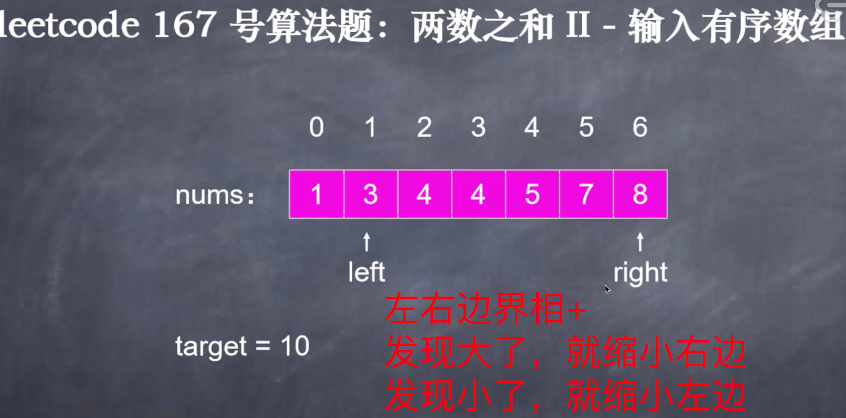 leetcode 167 号算法题：两数之和 II - 输入有序数组
0 1 2 3 4 5 6
nums： 1 3 4 4 5 7 8
left right
左右边界相+
target = 10
发现大了，就缩小右边
发现小了，就缩小左边